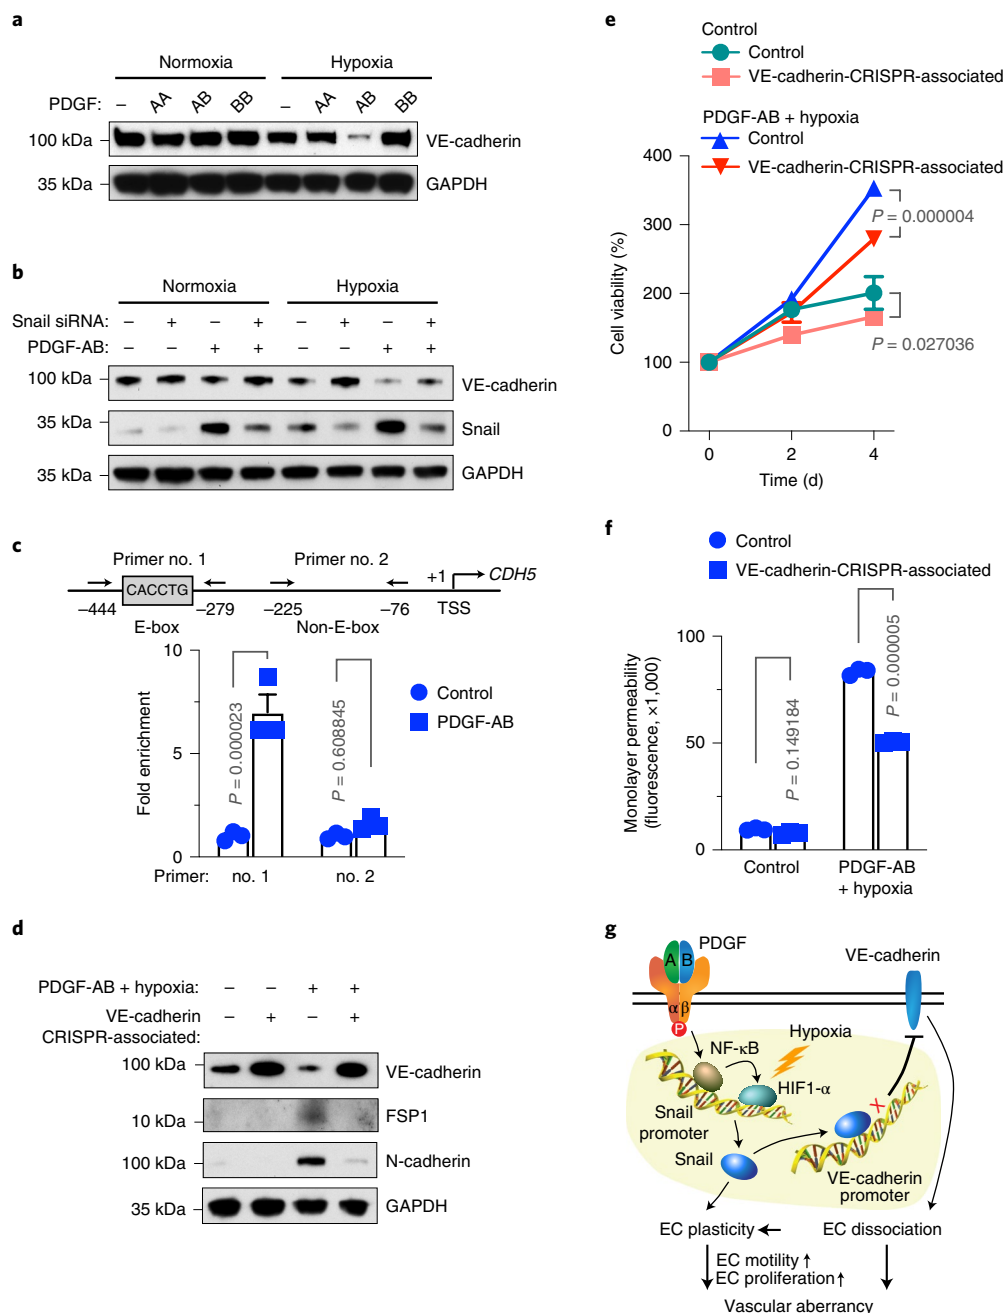 a
Normoxia Hypoxia
PDGF: – AA AB BB – AA AB BB
100 kDa VE-cadherin
35 kDa GAPDH
b
Normoxia Hypoxia
Snail siRNA: – + – + – + – +
PDGF-AB: – – + + – – + +
100 kDa VE-cadherin
35 kDa Snail
35 kDa GAPDH
c
Primer no. 1 Primer no. 2
CACCTG +1 CDH5
–444 –279 –225 –76 TSS
E-box Non-E-box
Fold enrichment
10
5
0
P = 0.000023
P = 0.608845
Control
PDGF-AB
Primer: no. 1 no. 2
d
PDGF-AB + hypoxia: – – + +
VE-cadherin – + – +
CRISPR-associated:
100 kDa VE-cadherin
10 kDa FSP1
100 kDa N-cadherin
35 kDa GAPDH
e
Control
Control
VE-cadherin-CRISPR-associated
PDGF-AB + hypoxia
Control
VE-cadherin-CRISPR-associated
Cell viability (%)
400
300
200
100
0
P = 0.000004
P = 0.027036
0 2 4
Time (d)
f
Control
VE-cadherin-CRISPR-associated
Monolayer permeability
(fluorescence, ×1,000)
100
50
0
P = 0.149184
P = 0.000005
Control PDGF-AB
+ hypoxia
g
PDGF
VE-cadherin
A B
α β
P
Hypoxia
NF-κB
HIF1-α
Snail
promoter
Snail
X
VE-cadherin
promoter
EC plasticity EC dissociation
EC motility ↑
EC proliferation ↑
Vascular aberrancy